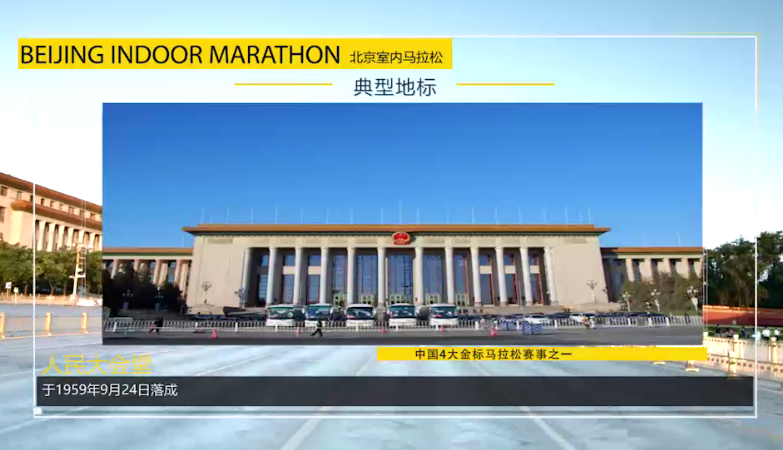 BEIJING INDOOR MARATHON 北京室内马拉松
典型地标
中国4大金标马拉松赛事之一
人民大会堂
于1959年9月24日落成